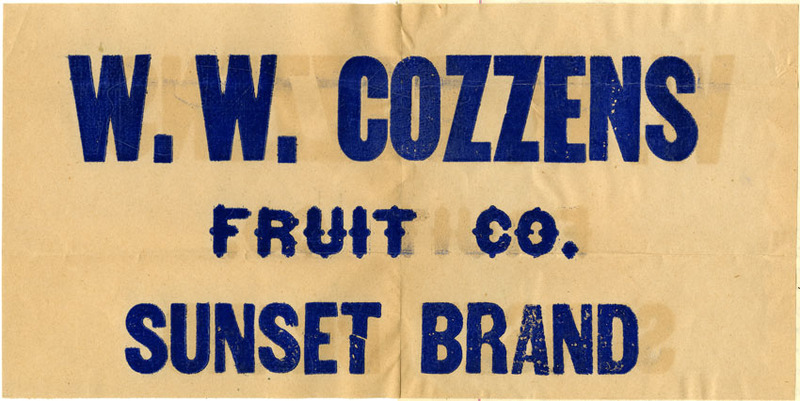 W. W. COZZENS
FRUIT CO.
SUNSET BRAND